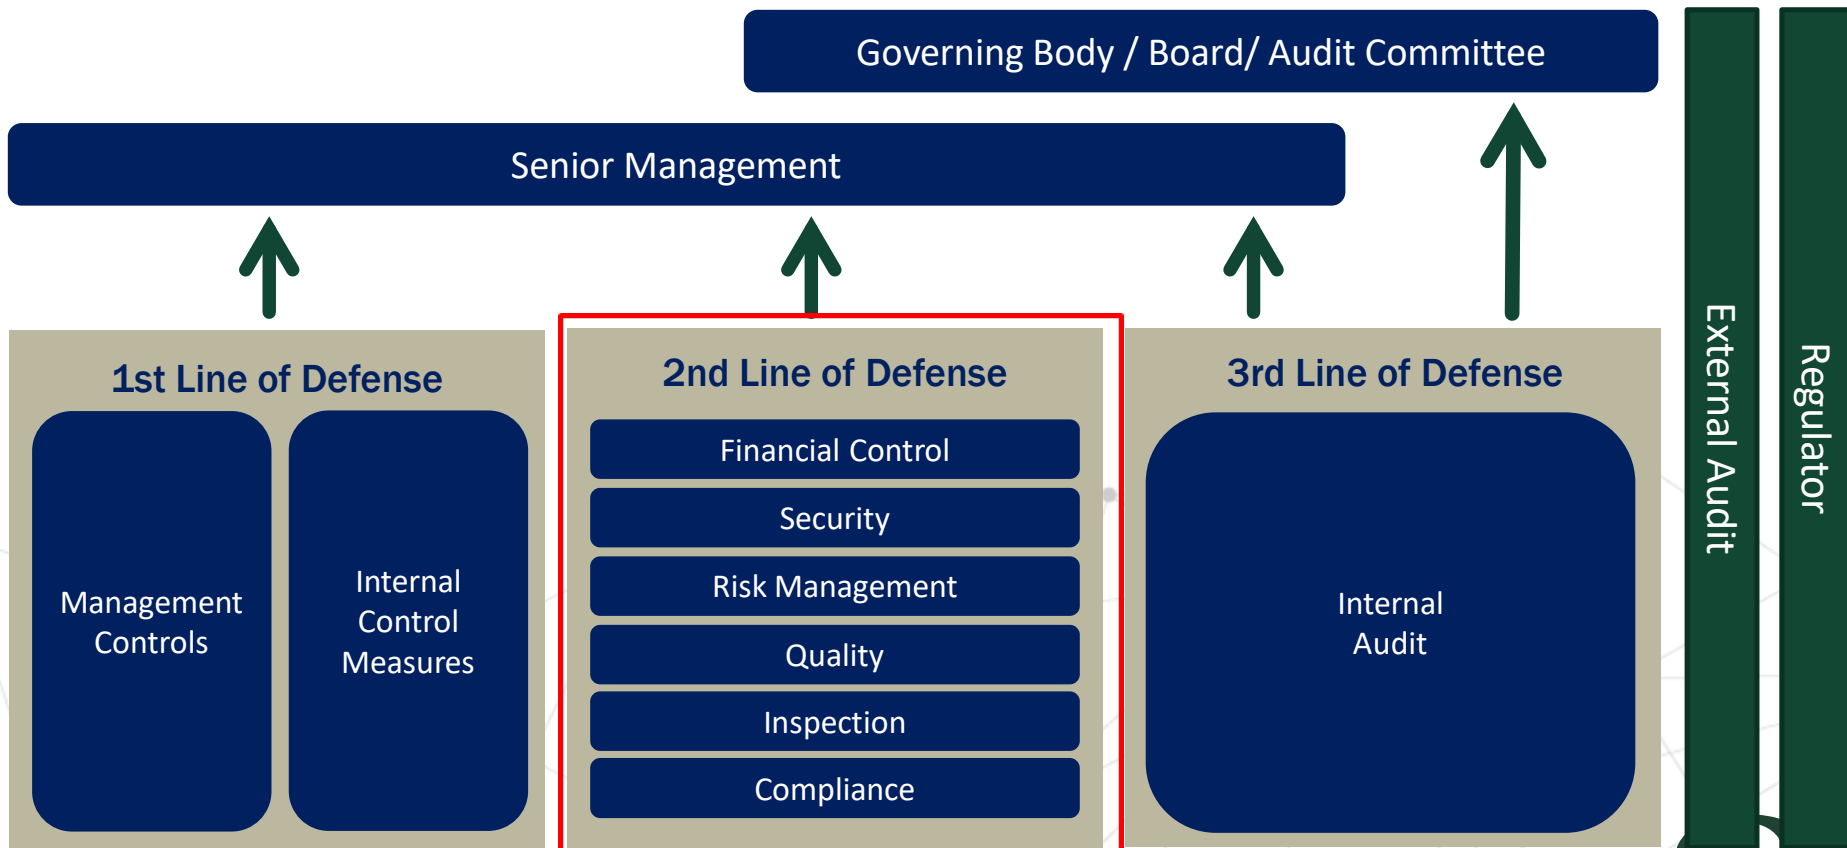 Governing Body / Board/ Audit Committee
Senior Management
1st Line of Defense
Management
Controls
Internal
Control
Measures
2nd Line of Defense
Financial Control
Security
Risk Management
Quality
Inspection
Compliance
3rd Line of Defense
Internal
Audit
External Audit
Regulator